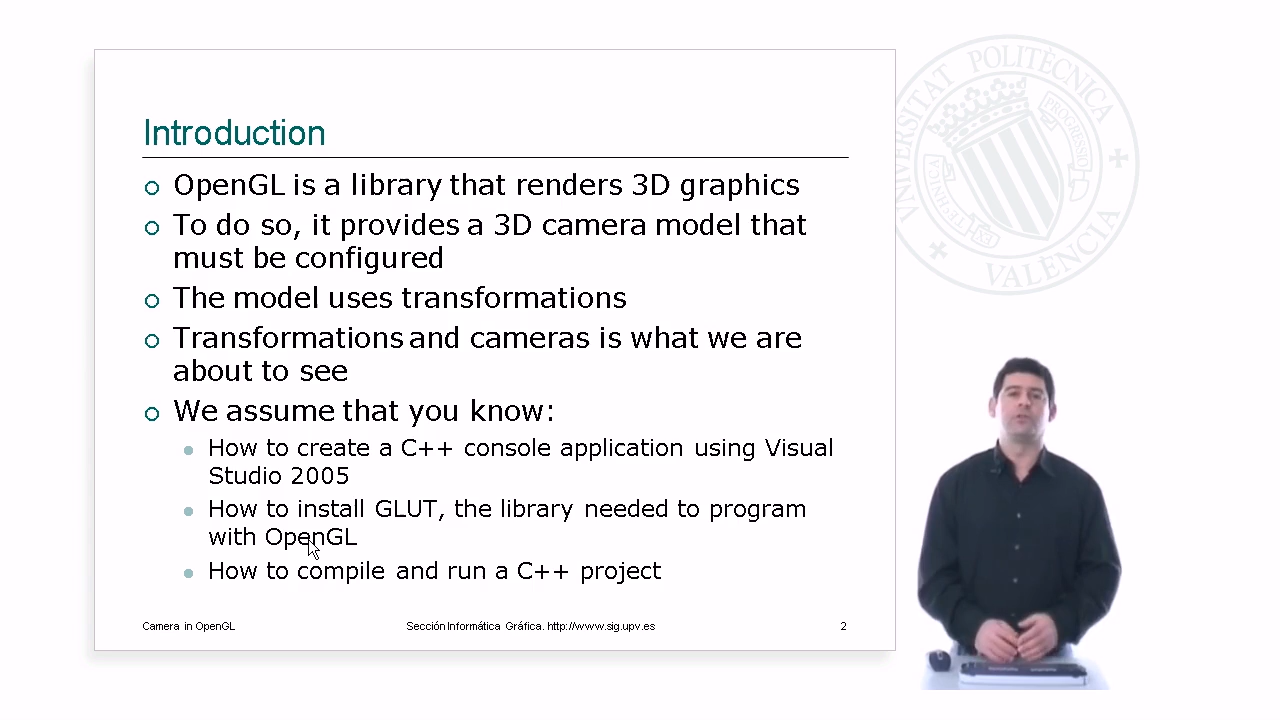 Introduction
OpenGL is a library that renders 3D graphics
To do so, it provides a 3D camera model that
must be configured
The model uses transformations
Transformations and cameras is what we are
about to see
We assume that you know:
How to create a C++ console application using Visual
Studio 2005
How to install GLUT, the library needed to program
with OpenGL
How to compile and run a C++ project
Camera in OpenGL
Sección Informática Gráfica. http://www.sig.upv.es
2
UNIVERSITAT POLITÈCNICA
VALÈNCIA